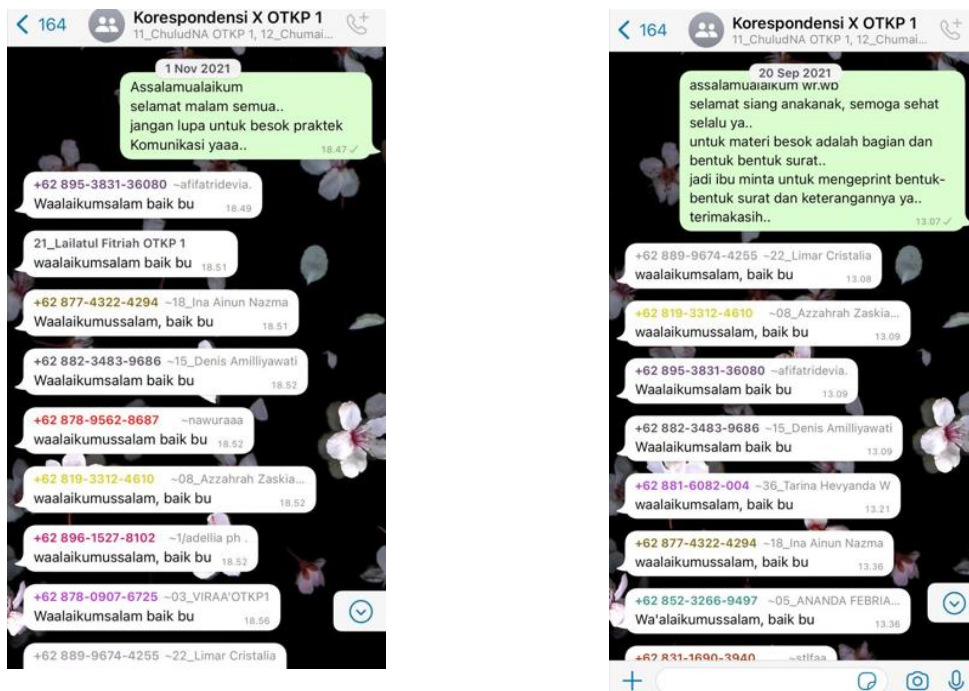 164
Korespondensi X OTKP 1
11_ChuludNA OTKP 1, 12_Chumai...
1 Nov 2021
Assalamualaikum
selamat malam semua..
jangan lupa untuk besok praktek
Komunikasi yaaa..
18.47
+62 895-3831-36080 ~afifatridevia.
Waalaikumsalam baik bu
18.49
21_Lailatul Fitriah OTKP 1
waalaikumsalam baik bu
18.51
+62 877-4322-4294 ~18_Ina Ainun Nazma
Waalaikumussalam, baik bu
18.51
+62 882-3483-9686 ~15_Denis Amilliyawati
Waalaikumsalam baik bu
18.52
+62 878-9562-8687 ~nawuraaa
waalaikumussalam baik bu
18.52
+62 819-3312-4610 ~08_Azzahrah Zaskia...
waalaikumussalam, baik bu
18.52
+62 896-1527-8102 ~1/adellia ph .
waalaikumussalam, baik bu
18.52
+62 878-0907-6725 ~03_VIRAA'OTKP1
Waalaikumsalam baik bu
18.56
+62 889-9674-4255 ~22_Limar Cristalia
164
Korespondensi X OTKP 1
11_ChuludNA OTKP 1, 12_Chumai...
20 Sep 2021
assalamualaikum wr.wb
selamat siang anakanak, semoga sehat
selalu ya..
untuk materi besok adalah bagian dan
bentuk bentuk surat..
jadi ibu minta untuk mengeprint bentuk-
bentuk surat dan keterangannya ya..
terimakasih..
13.07
+62 889-9674-4255 ~22_Limar Cristalia
waalaikumsalam, baik bu
13.08
+62 819-3312-4610 ~08_Azzahrah Zaskia...
waalaikumussalam, baik bu
13.09
+62 895-3831-36080 ~afifatridevia.
Waalaikumsalam baik bu
13.09
+62 882-3483-9686 ~15_Denis Amilliyawati
Waalaikumsalam baik bu
13.09
+62 881-6082-004 ~36_Tarina Hevyanda W
Waalaikumsalam, baik bu
13.21
+62 877-4322-4294 ~18_Ina Ainun Nazma
waalaikumussalam, baik bu
13.36
+62 852-3266-9497 ~05_ANANDA FEBRIA...
Wa'alaikumussalam, baik bu
13.36
+62 831-1690-3940 ~stifaa